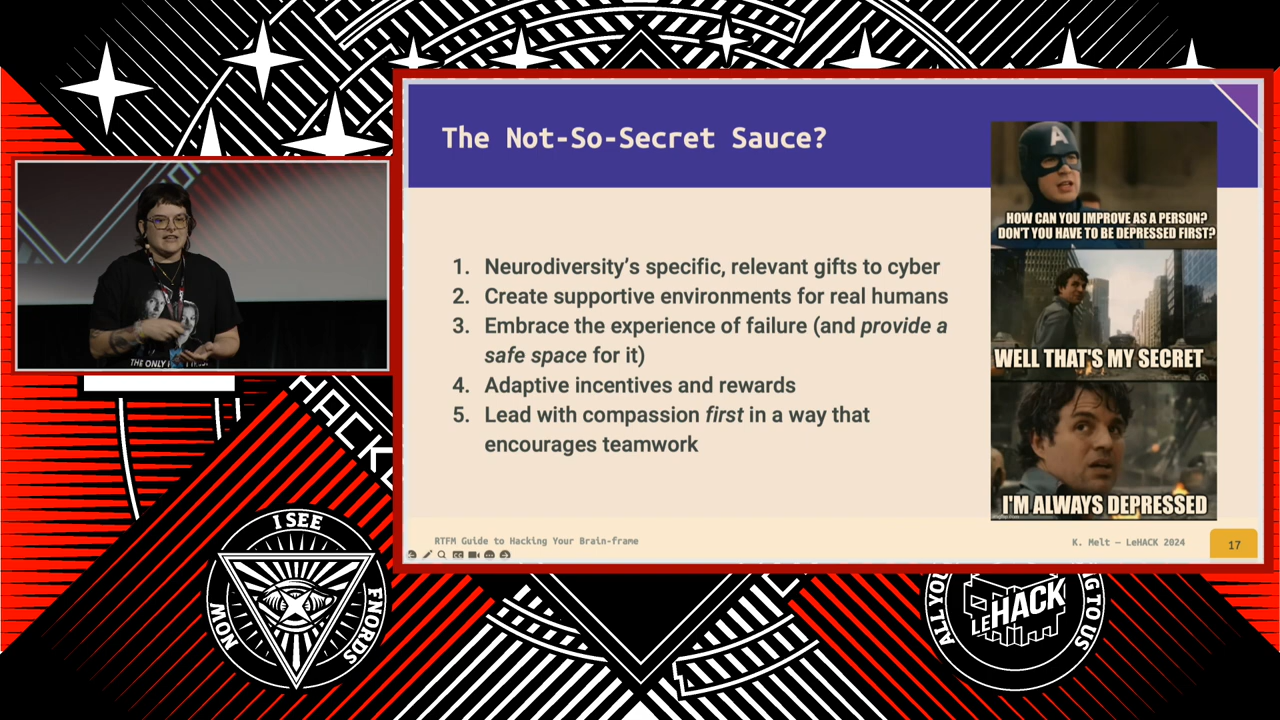 The Not-So-Secret Sauce?
1. Neurodiversity's specific, relevant gifts to cyber
2. Create supportive environments for real humans
3. Embrace the experience of failure (and provide a
safe space for it)
4. Adaptive incentives and rewards
5. Lead with compassion first in a way that
encourages teamwork
HOW CAN YOU IMPROVE AS A PERSON?
DON'T YOU HAVE TO BE DEPRESSED FIRST?
WELL THAT'S MY SECRET
I'M ALWAYS DEPRESSED
RTFM Guide to Hacking Your Brain-frame
K. Melt – LeHACK 2024
17
THE ONLY
HACK
I SEE
FNORDS
NOW
ALL YOU
LEHACK
NG TO US